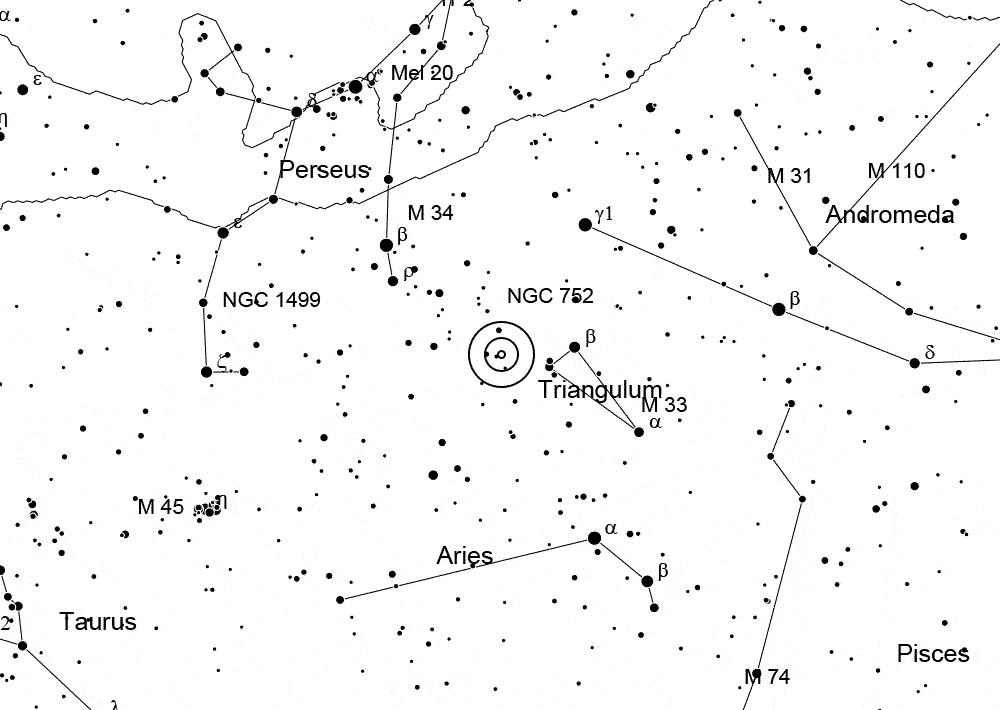 α
γ
ε
α
Mel 20
δ
η
Perseus
M 31
M 110
M 34
γ1
Andromeda
ε
β
ρ
NGC 1499
NGC 752
β
β
δ
ζ
Triangulum
M 33
α
M 45
η
α
Aries
β
2
Taurus
Pisces
M 74
λ